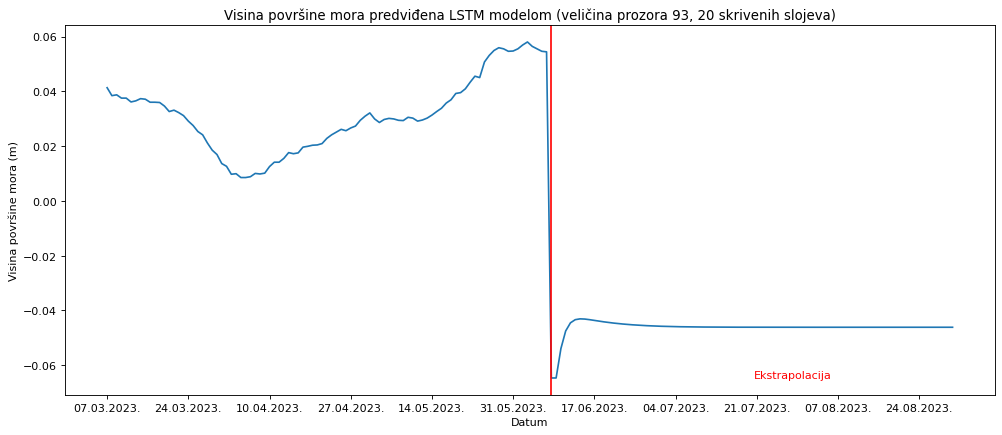 Visina površine mora predviđena LSTM modelom (veličina prozora 93, 20 skrivenih slojeva)
Visina površine mora (m)
0.06
0.04
0.02
0.00
−0.02
−0.04
−0.06
Ekstrapolacija
07.03.2023. 24.03.2023. 10.04.2023. 27.04.2023. 14.05.2023. 31.05.2023. 17.06.2023. 04.07.2023. 21.07.2023. 07.08.2023. 24.08.2023.
Datum